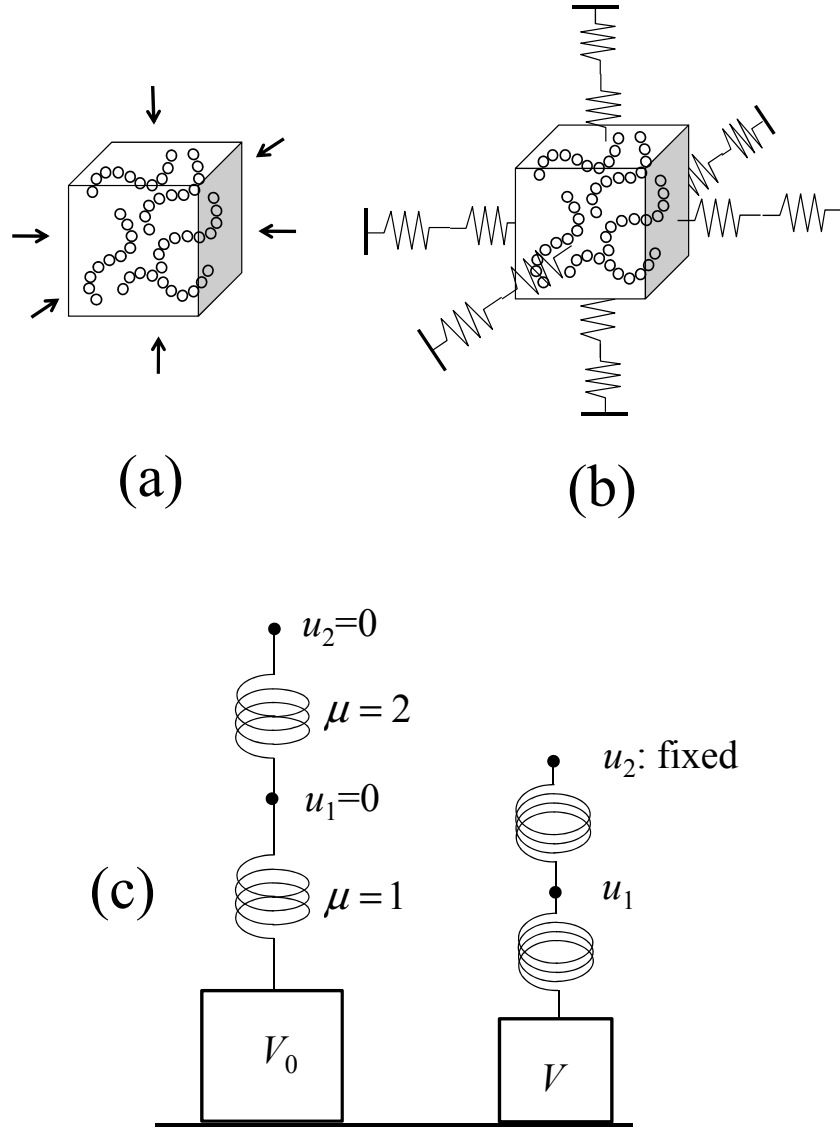 (a)
(b)
u₂=0
μ = 2
u₂: fixed
u₁=0
u₁
(c)
μ = 1
V₀
V